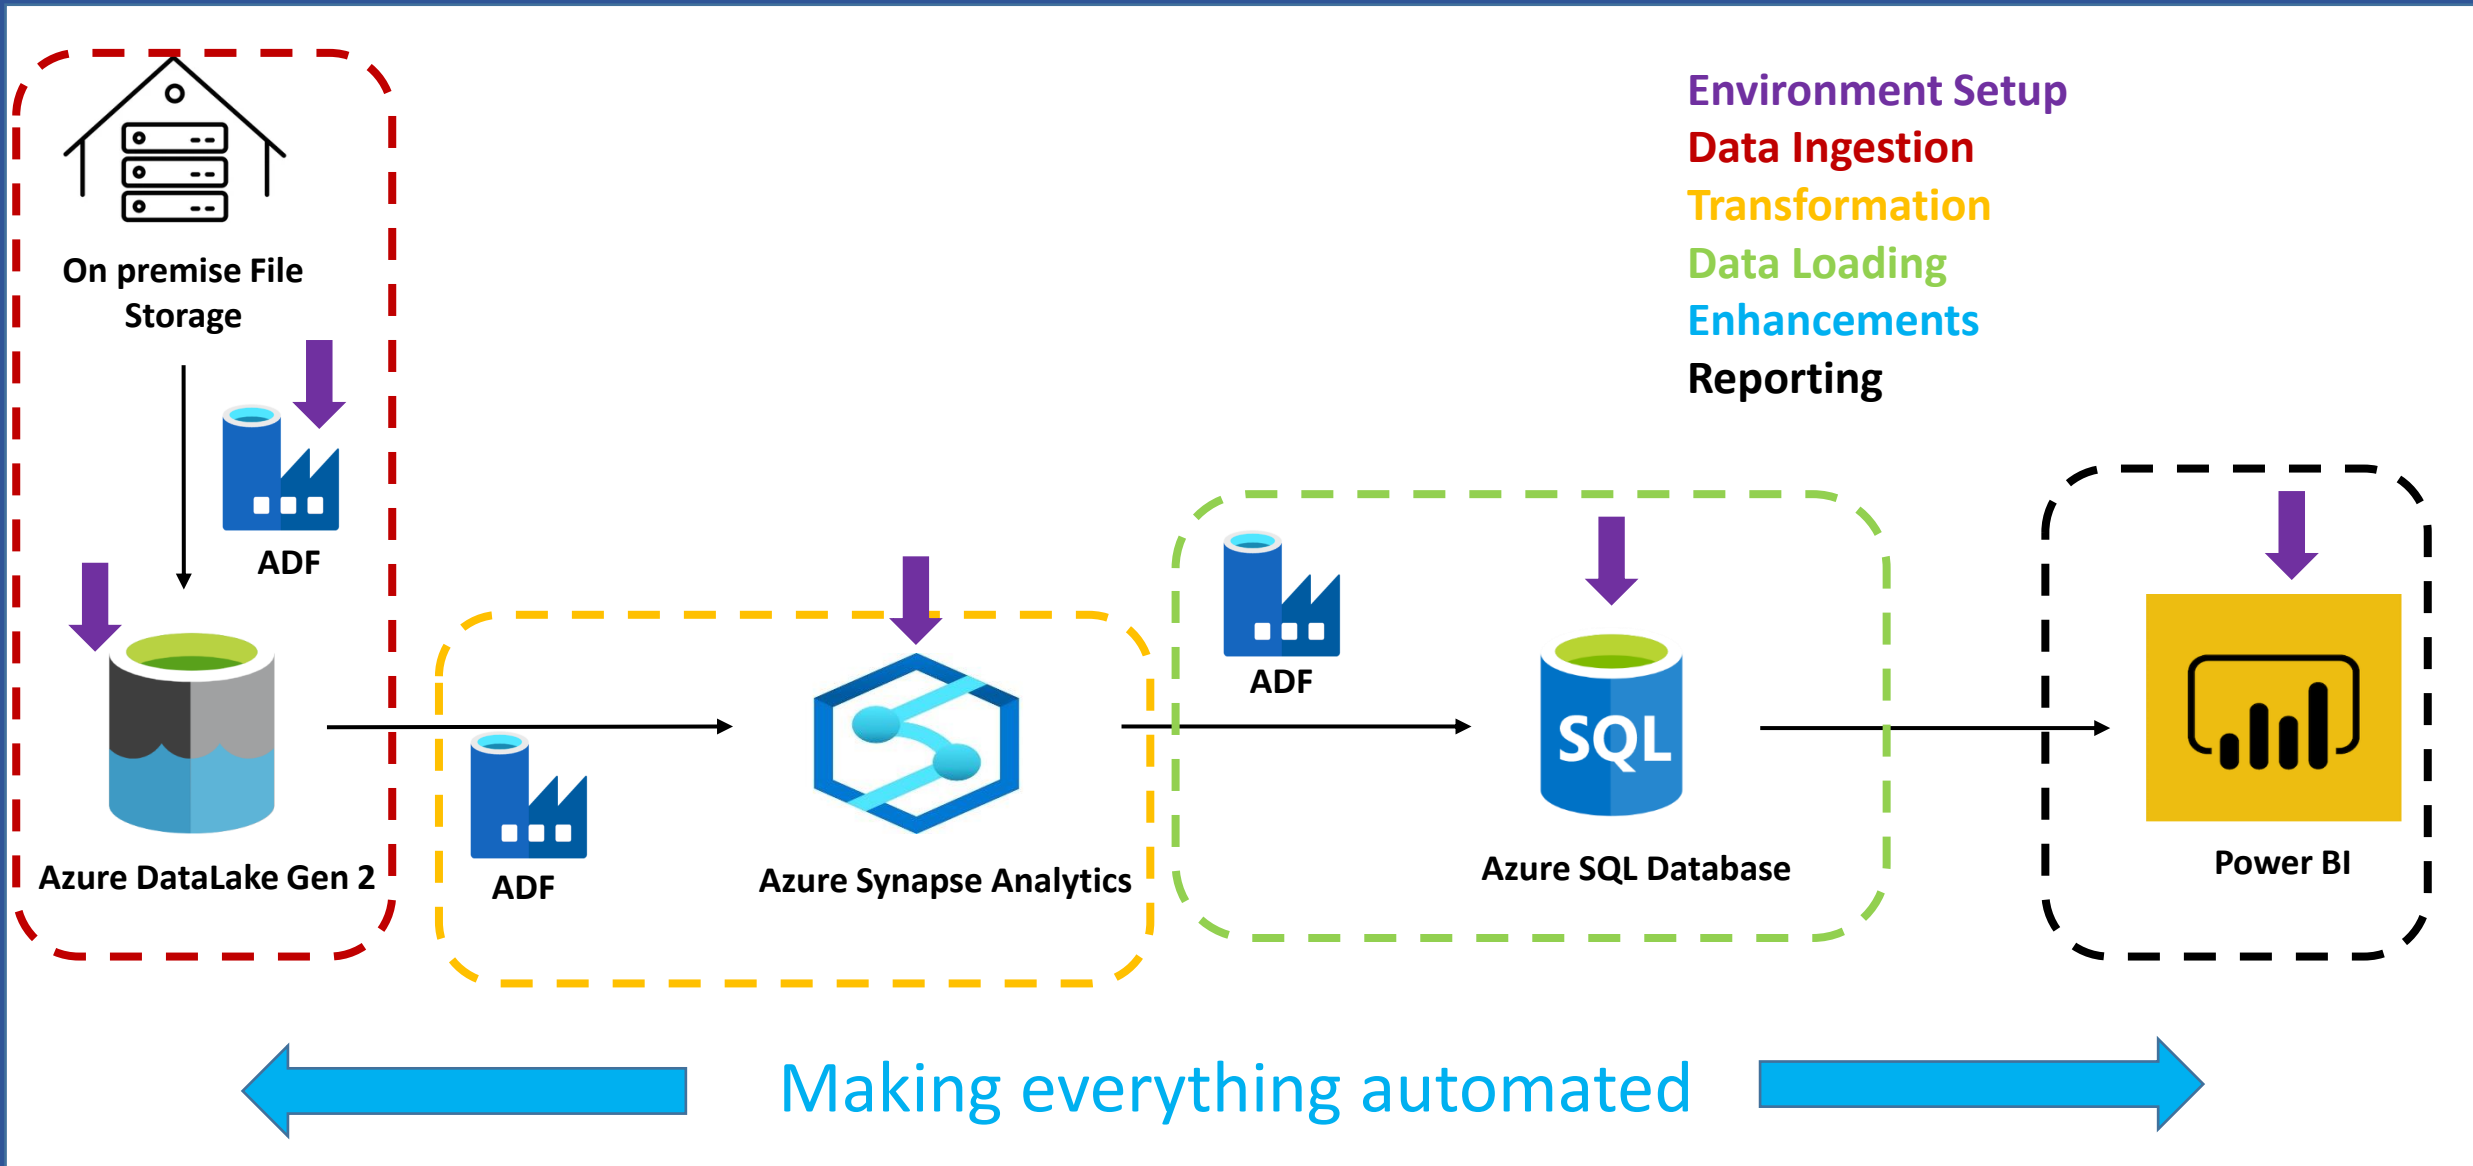 Environment Setup
Data Ingestion
Transformation
Data Loading
Enhancements
Reporting
On premise File
Storage
ADF
Azure DataLake Gen 2
ADF
Azure Synapse Analytics
ADF
SQL
Azure SQL Database
Power BI
Making everything automated